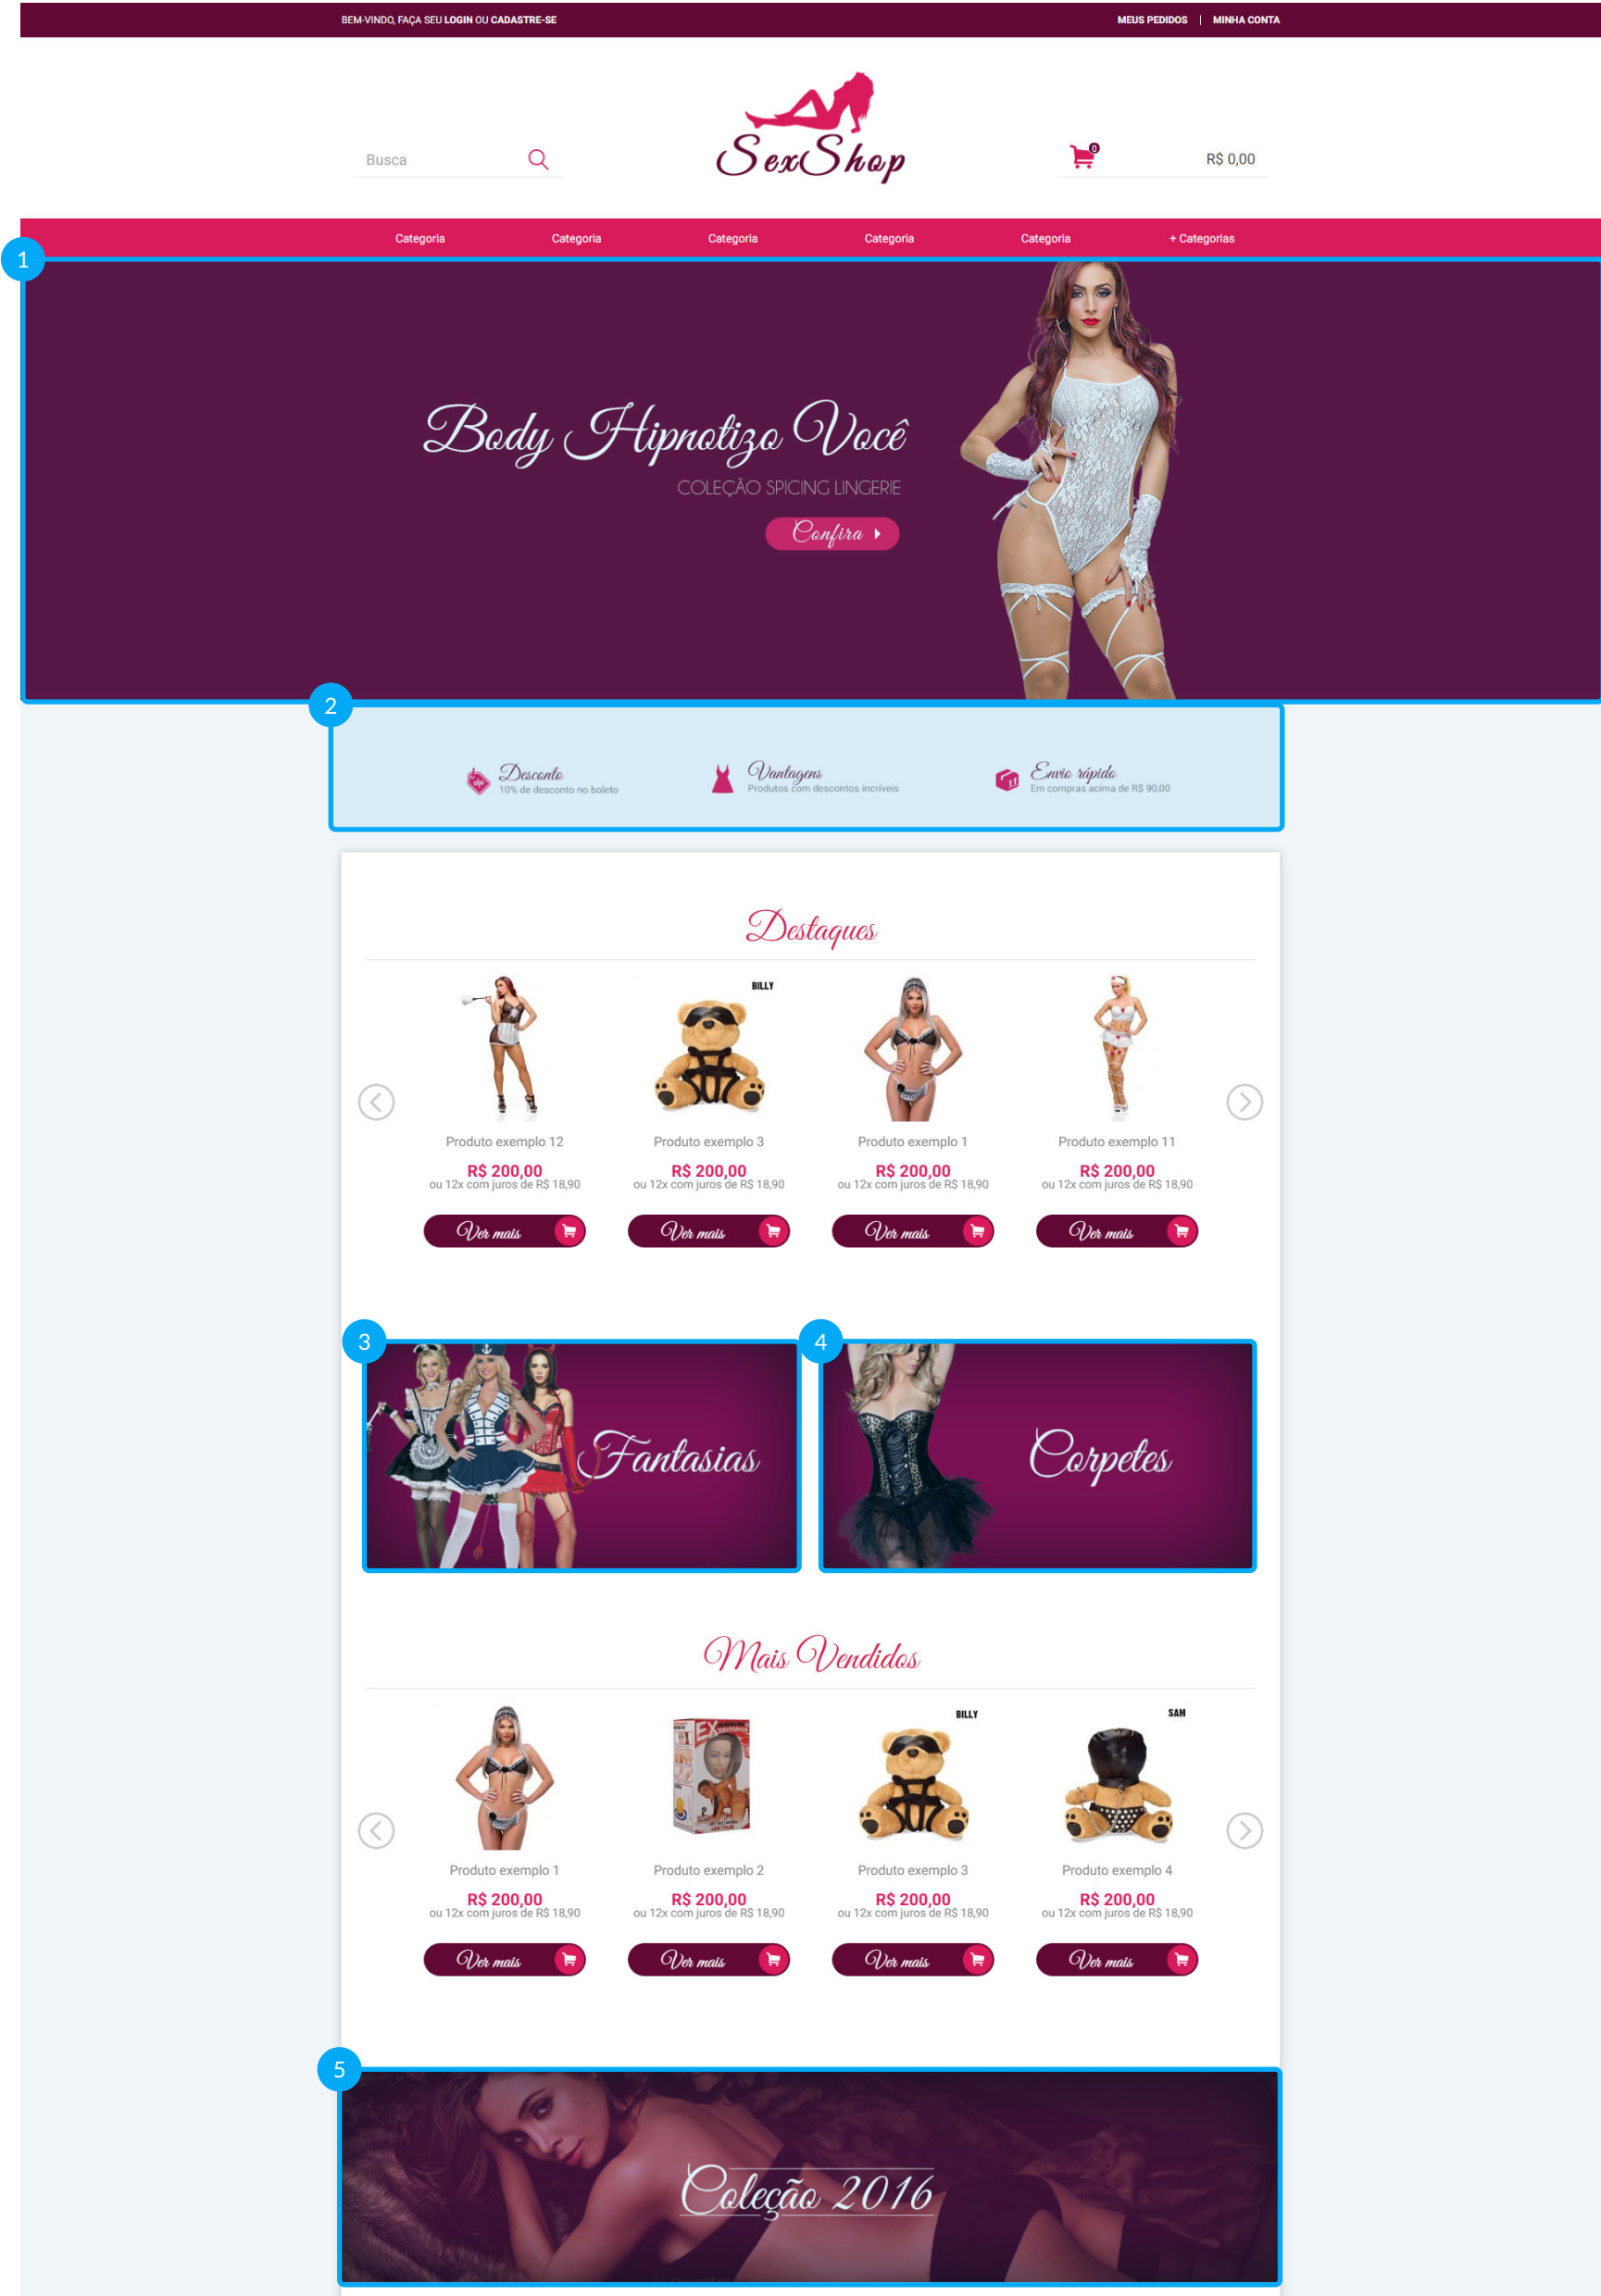 BEM-VINDO, FAÇA SEU LOGIN OU CADASTRE-SE
MEUS PEDIDOS | MINHA CONTA
Busca
SexShop
0
R$ 0,00
Categoria Categoria Categoria Categoria Categoria + Categorias
1
Body Hipnotizo Você
COLEÇÃO SPICING LINGERIE
Confira
2
Desconto
10% de desconto no boleto
Vantagens
Produtos com descontos incríveis
Envio rápido
Em compras acima de R$ 90,00
Destaques
BILLY
Produto exemplo 12 Produto exemplo 3 Produto exemplo 1 Produto exemplo 11
R$ 200,00 R$ 200,00 R$ 200,00 R$ 200,00
ou 12x com juros de R$ 18,90 ou 12x com juros de R$ 18,90 ou 12x com juros de R$ 18,90 ou 12x com juros de R$ 18,90
Ver mais Ver mais Ver mais Ver mais
3
Fantasias
4
Corpetes
Mais Vendidos
BILLY
SAM
Produto exemplo 1 Produto exemplo 2 Produto exemplo 3 Produto exemplo 4
R$ 200,00 R$ 200,00 R$ 200,00 R$ 200,00
ou 12x com juros de R$ 18,90 ou 12x com juros de R$ 18,90 ou 12x com juros de R$ 18,90 ou 12x com juros de R$ 18,90
Ver mais Ver mais Ver mais Ver mais
5
Coleção 2016